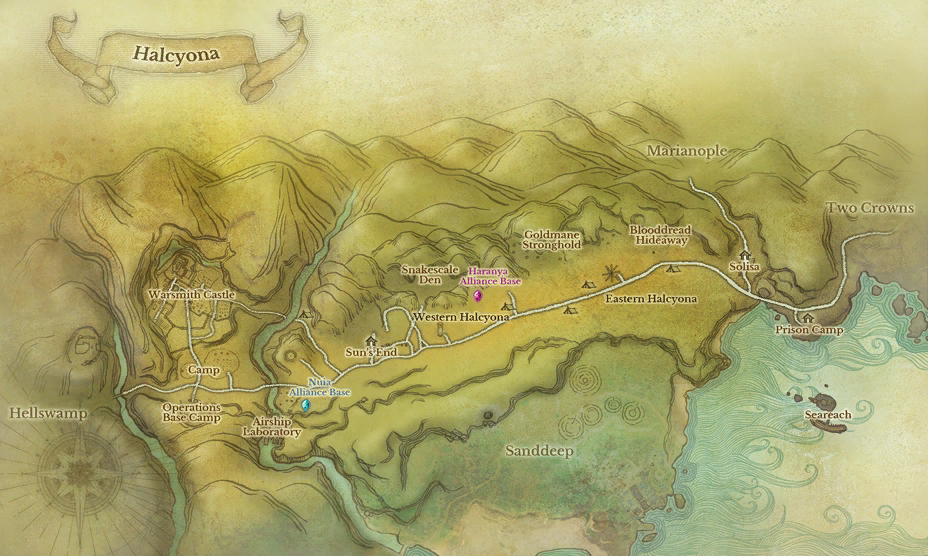 Halcyona
Marianople
Two Crowns
Goldmane
Stronghold
Blooddread
Hideaway
Snakescale
Den
Haranya
Alliance Base
Solisa
Warsmith Castle
Eastern Halcyona
Western Halcyona
Prison Camp
Sun's End
Camp
Nuia
Alliance Base
Hellswamp
Operations
Base Camp
Airship
Laboratory
Seareach
Sanddeep